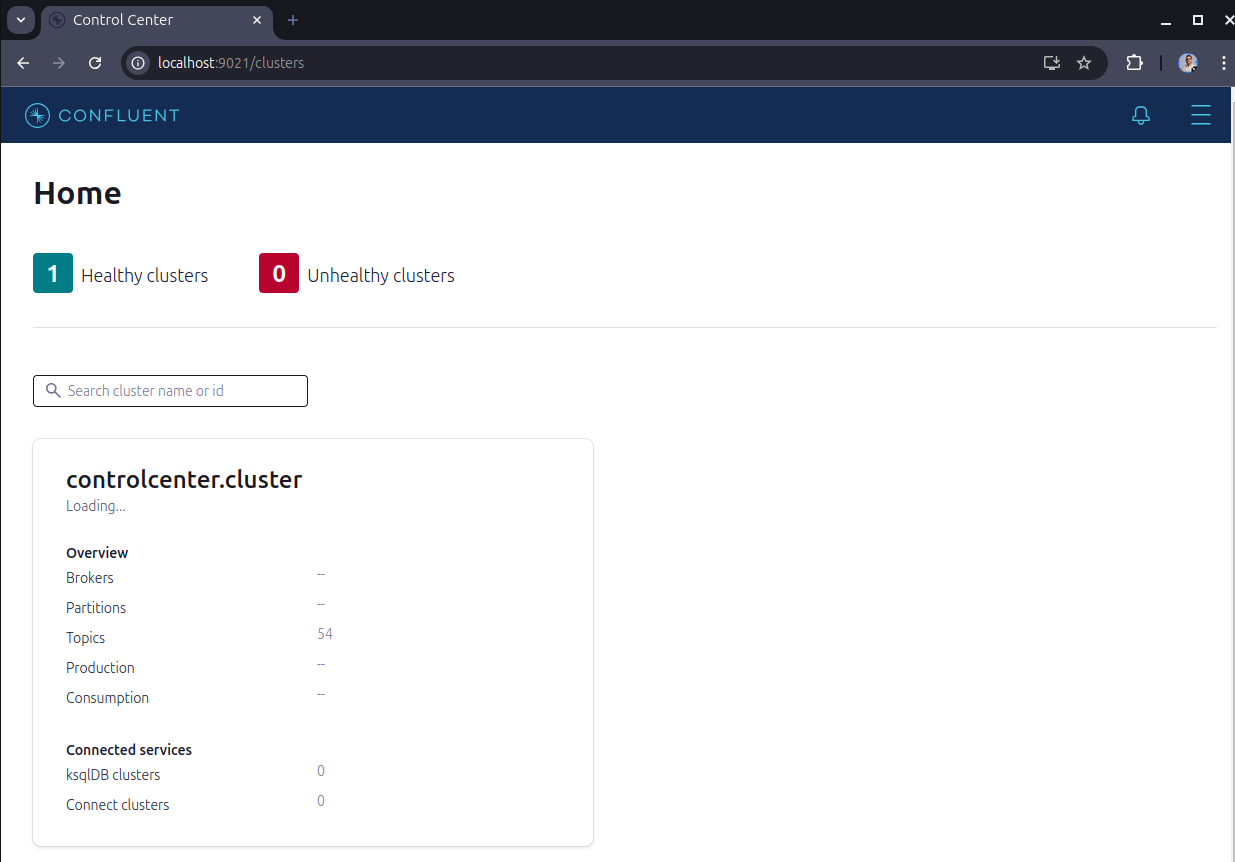 Control Center
localhost:9021/clusters
CONFLUENT
Home
1 Healthy clusters 0 Unhealthy clusters
Search cluster name or id
controlcenter.cluster
Loading...
Overview
Brokers --
Partitions --
Topics 54
Production --
Consumption --
Connected services
ksqlDB clusters 0
Connect clusters 0